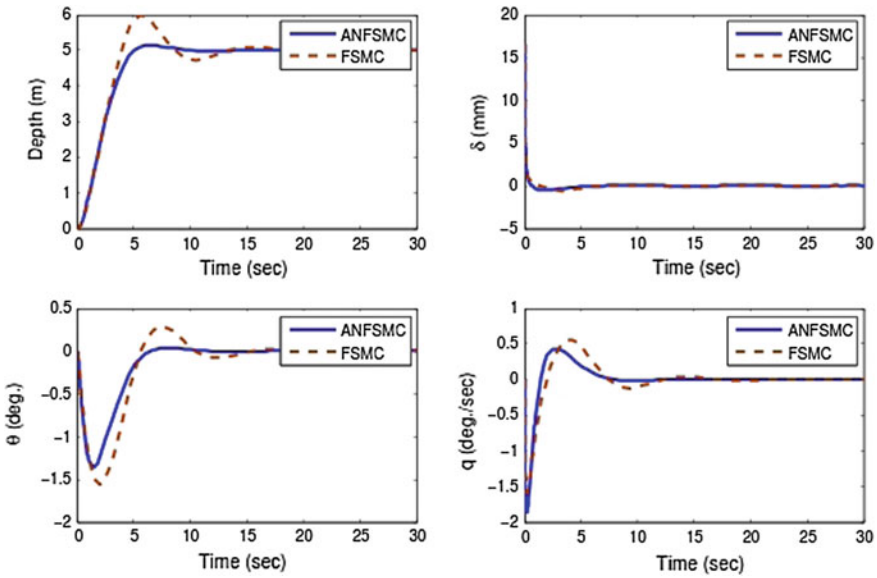 6
5
4
3
2
1
0
Depth (m)
0 5 10 15 20 25 30
Time (sec)
ANFSMC
FSMC
20
15
10
5
0
−5
δ (mm)
0 5 10 15 20 25 30
Time (sec)
ANFSMC
FSMC
0.5
0
−0.5
−1
−1.5
−2
θ (deg.)
0 5 10 15 20 25 30
Time (sec)
ANFSMC
FSMC
1
0.5
0
−0.5
−1
−1.5
−2
q (deg./sec)
0 5 10 15 20 25 30
Time (sec)
ANFSMC
FSMC